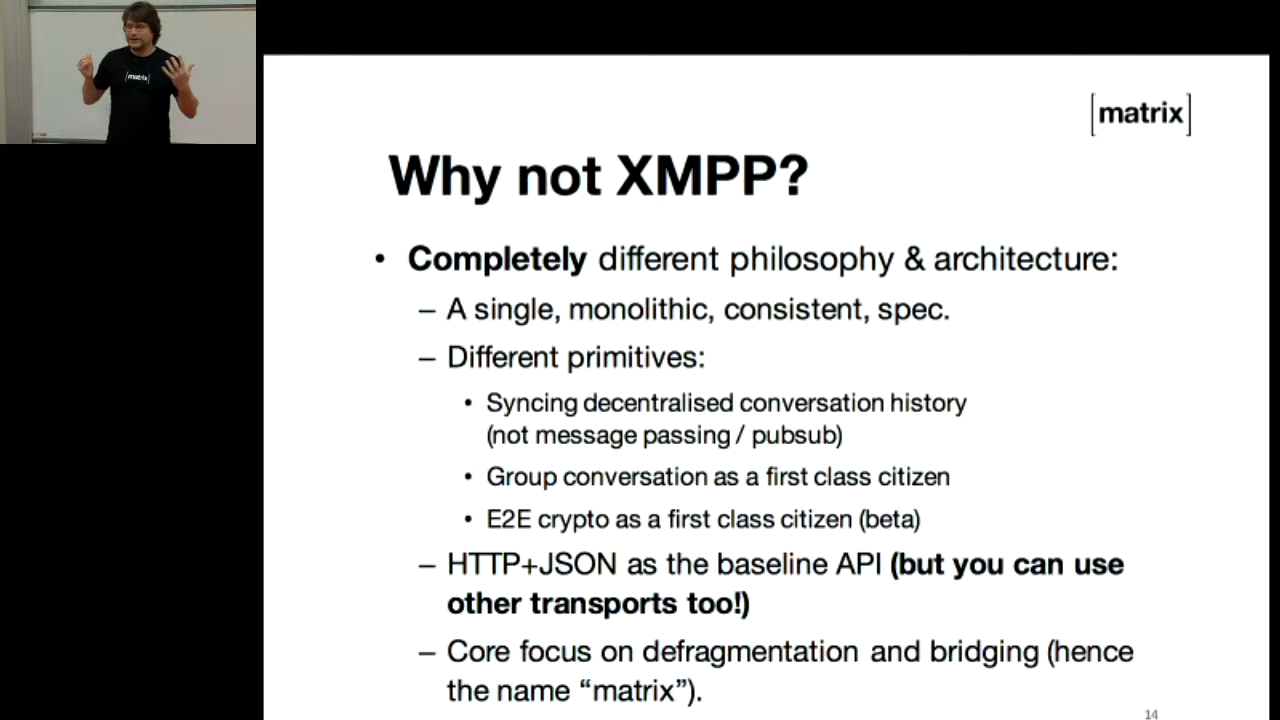 [matrix]
[matrix]
Why not XMPP?
• Completely different philosophy & architecture:
– A single, monolithic, consistent, spec.
– Different primitives:
• Syncing decentralised conversation history
(not message passing / pubsub)
• Group conversation as a first class citizen
• E2E crypto as a first class citizen (beta)
– HTTP+JSON as the baseline API (but you can use
other transports too!)
– Core focus on defragmentation and bridging (hence
the name “matrix”).
14